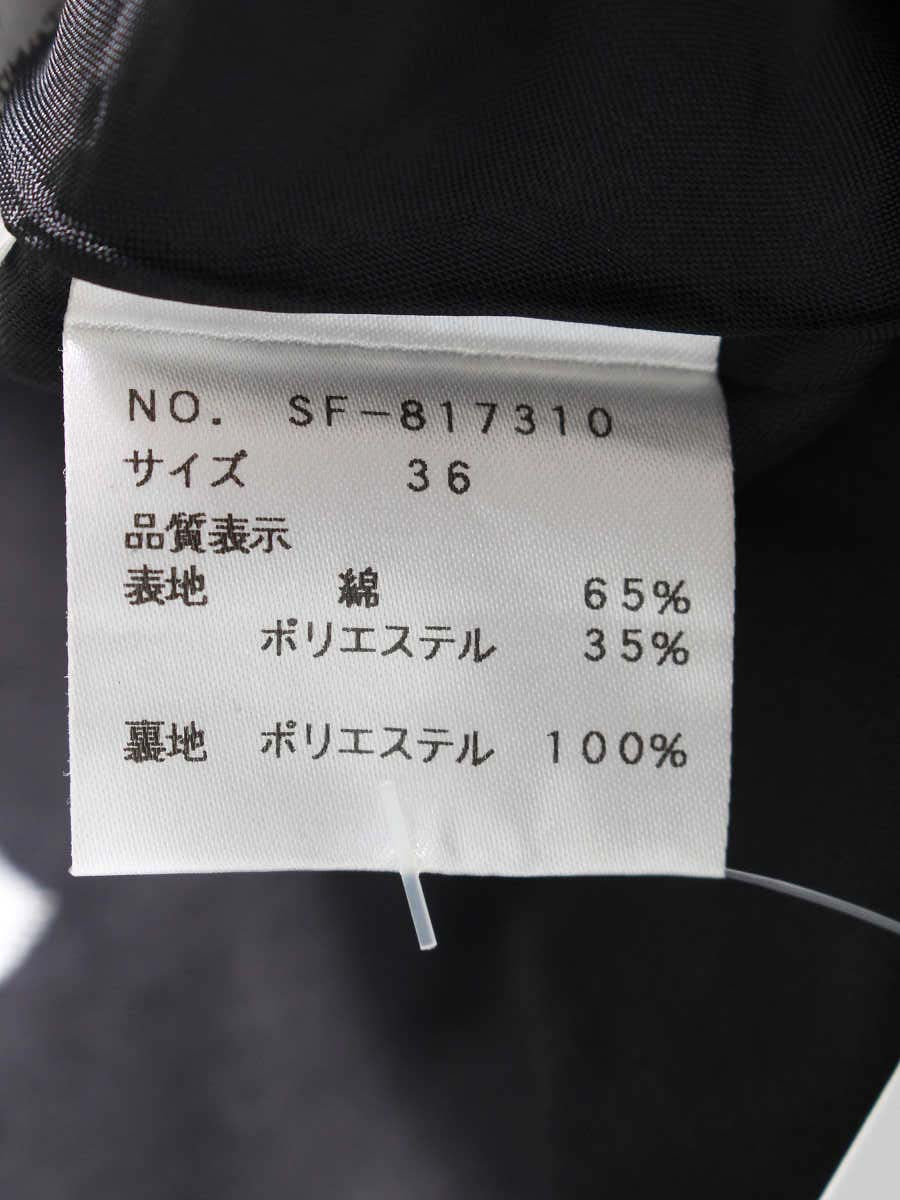 NO. SF-817310
サイズ 36
品質表示
表地 綿 65%
ポリエステル 35%
裏地 ポリエステル 100%